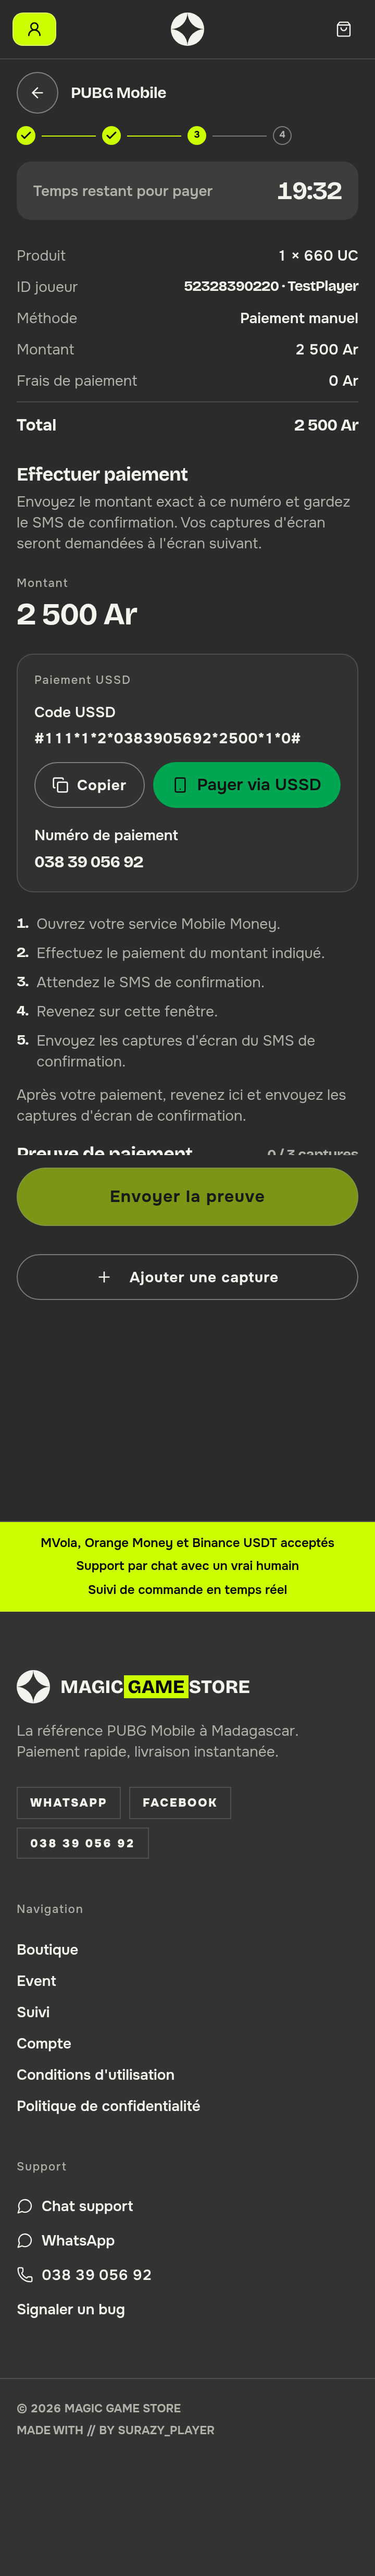 PUBG Mobile
3
4
Temps restant pour payer
19:32
Produit
1 × 660 UC
ID joueur
52328390220 · TestPlayer
Méthode
Paiement manuel
Montant
2 500 Ar
Frais de paiement
0 Ar
Total
2 500 Ar
Effectuer paiement
Envoyez le montant exact à ce numéro et gardez
le SMS de confirmation. Vos captures d'écran
seront demandées à l'écran suivant.
Montant
2 500 Ar
Paiement USSD
Code USSD
#111*1*2*0383905692*2500*1*0#
Copier
Payer via USSD
Numéro de paiement
038 39 056 92
1. Ouvrez votre service Mobile Money.
2. Effectuez le paiement du montant indiqué.
3. Attendez le SMS de confirmation.
4. Revenez sur cette fenêtre.
5. Envoyez les captures d'écran du SMS de
confirmation.
Après votre paiement, revenez ici et envoyez les
captures d'écran de confirmation.
Preuve de paiement
0 / 3 captures
Envoyer la preuve
Ajouter une capture
MVola, Orange Money et Binance USDT acceptés
Support par chat avec un vrai humain
Suivi de commande en temps réel
MAGIC GAME STORE
La référence PUBG Mobile à Madagascar.
Paiement rapide, livraison instantanée.
WHATSAPP
FACEBOOK
038 39 056 92
Navigation
Boutique
Event
Suivi
Compte
Conditions d'utilisation
Politique de confidentialité
Support
Chat support
WhatsApp
038 39 056 92
Signaler un bug
© 2026 MAGIC GAME STORE
MADE WITH // BY SURAZY_PLAYER